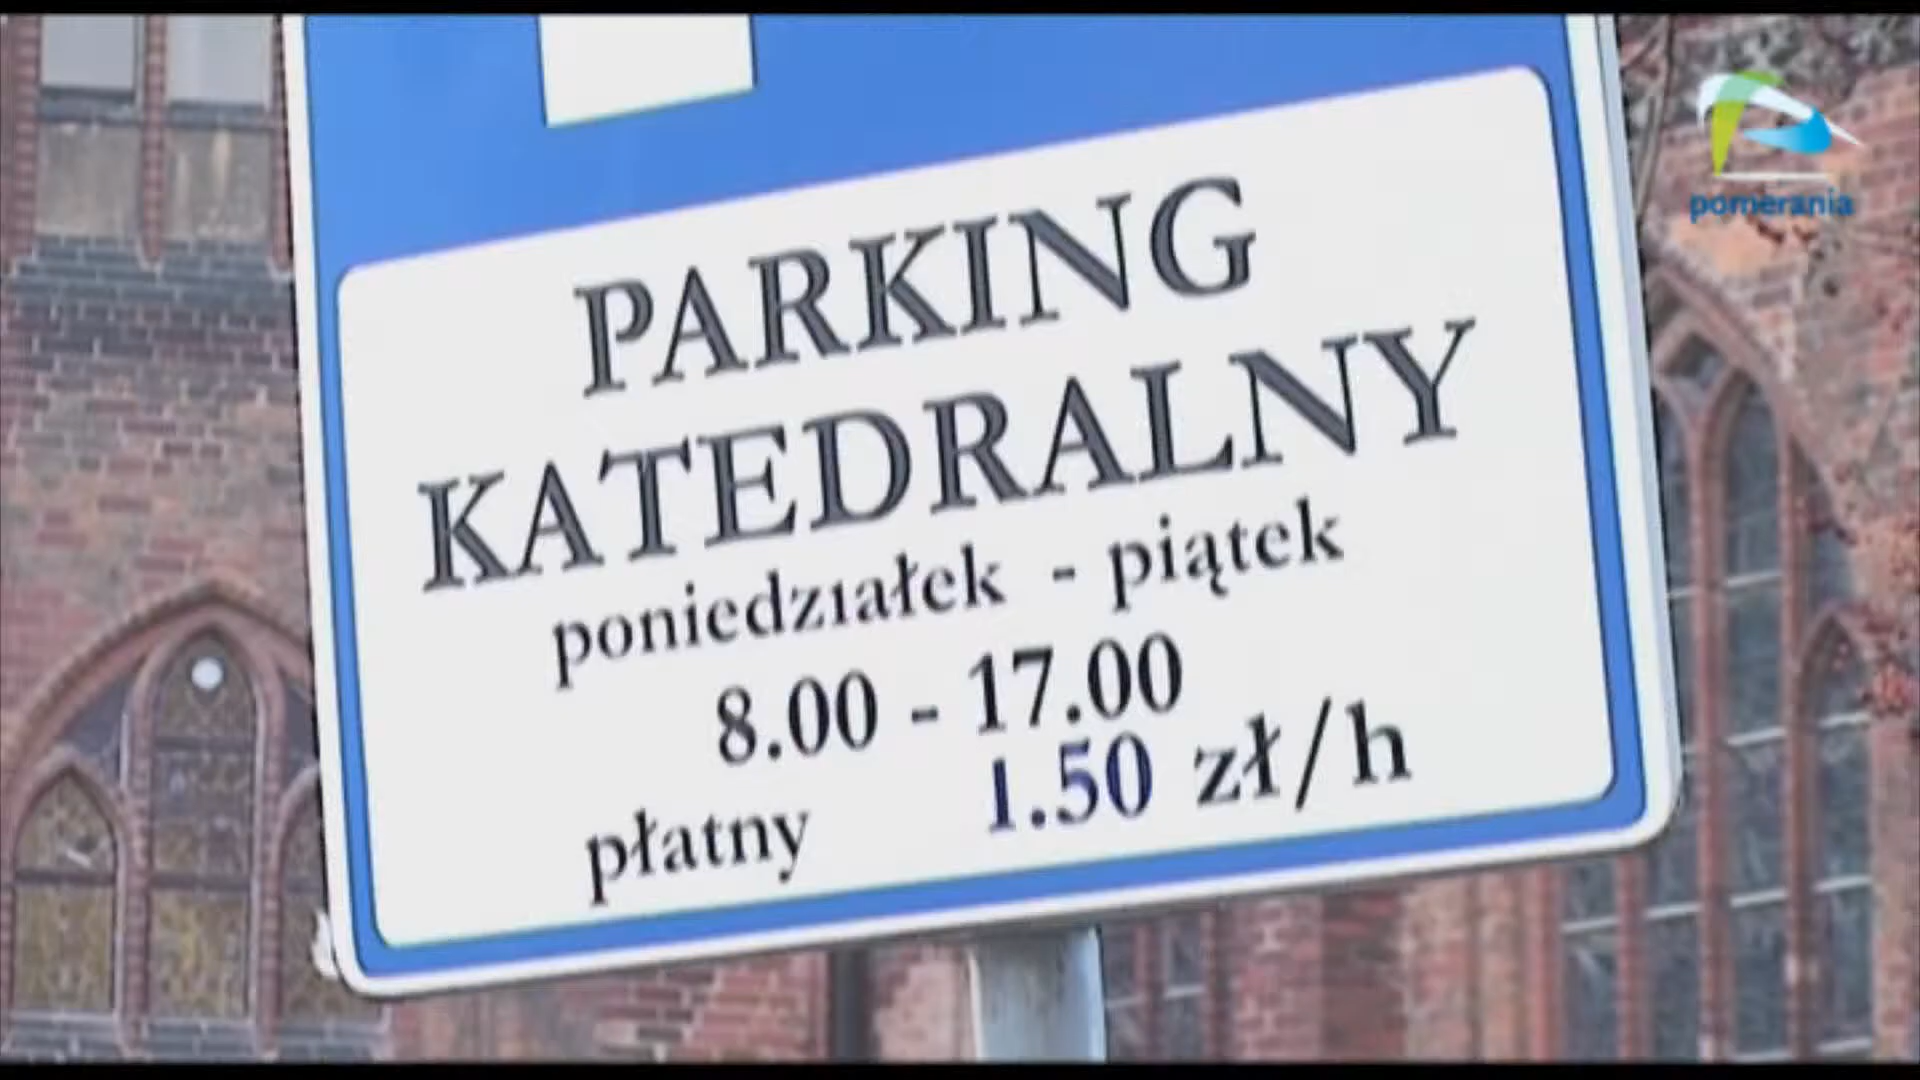 pomerania
PARKING
KATEDRALNY
poniedziałek - piątek
8.00 - 17.00
płatny 1.50 zł/h